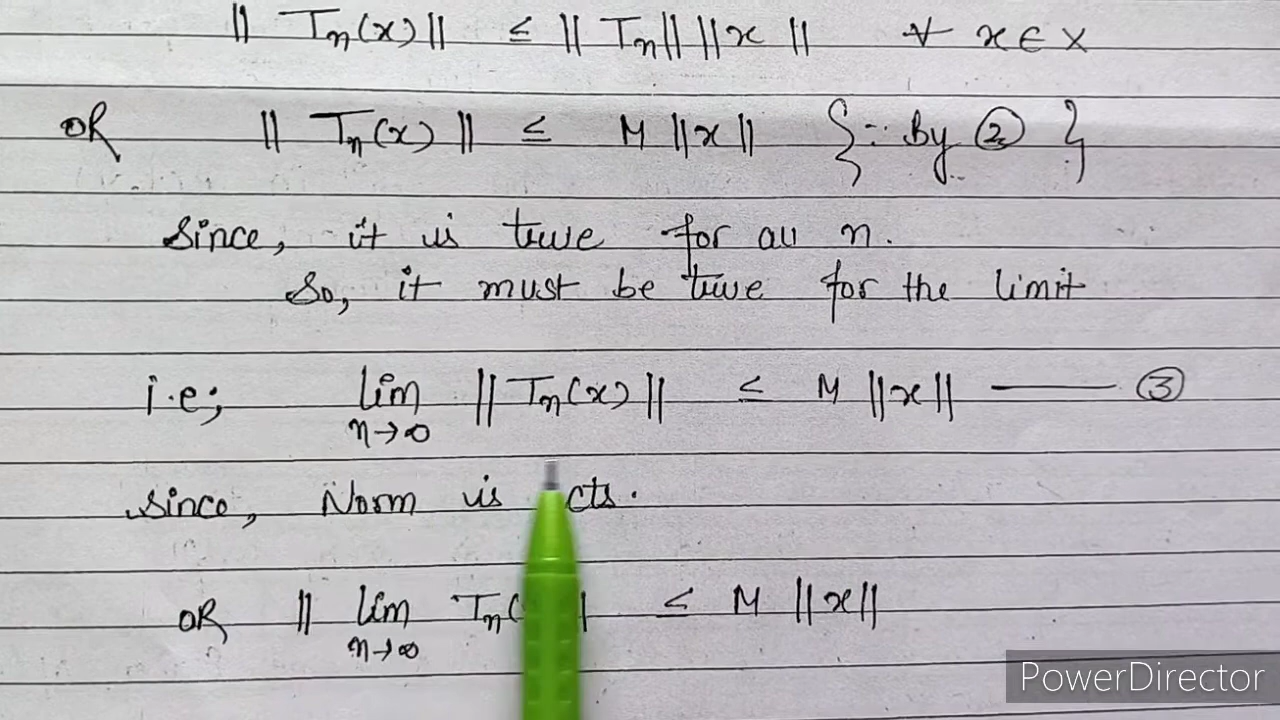 || Tₙ(x) || ≤ || Tₙ || || x || ∀ x ∈ X
OR || Tₙ(x) || ≤ M || x || { ∵ By ② }
Since, it is true for all n.
So, it must be true for the limit
i.e; lim n→∞ || Tₙ(x) || ≤ M || x || —— ③
since, Norm is cts.
OR || lim n→∞ Tₙ( | ≤ M || x ||
PowerDirector